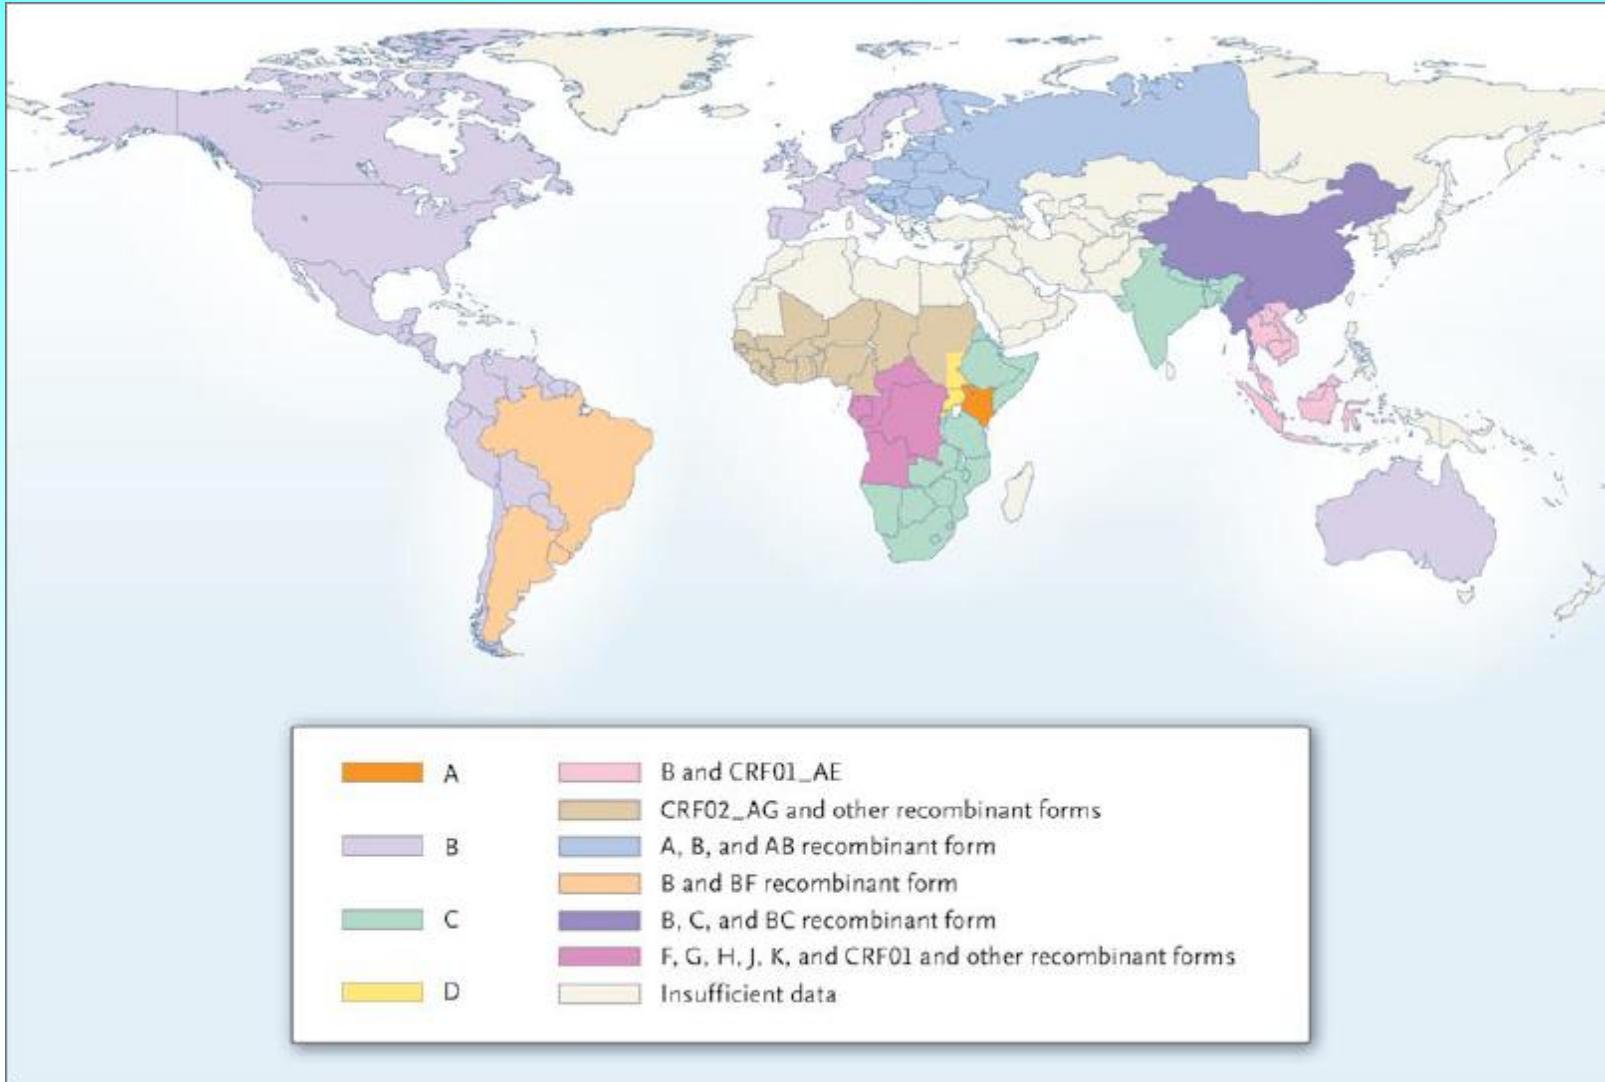 A
B
C
D
B and CRF01_AE
CRF02_AG and other recombinant forms
A, B, and AB recombinant form
B and BF recombinant form
B, C, and BC recombinant form
F, G, H, J, K, and CRF01 and other recombinant forms
Insufficient data